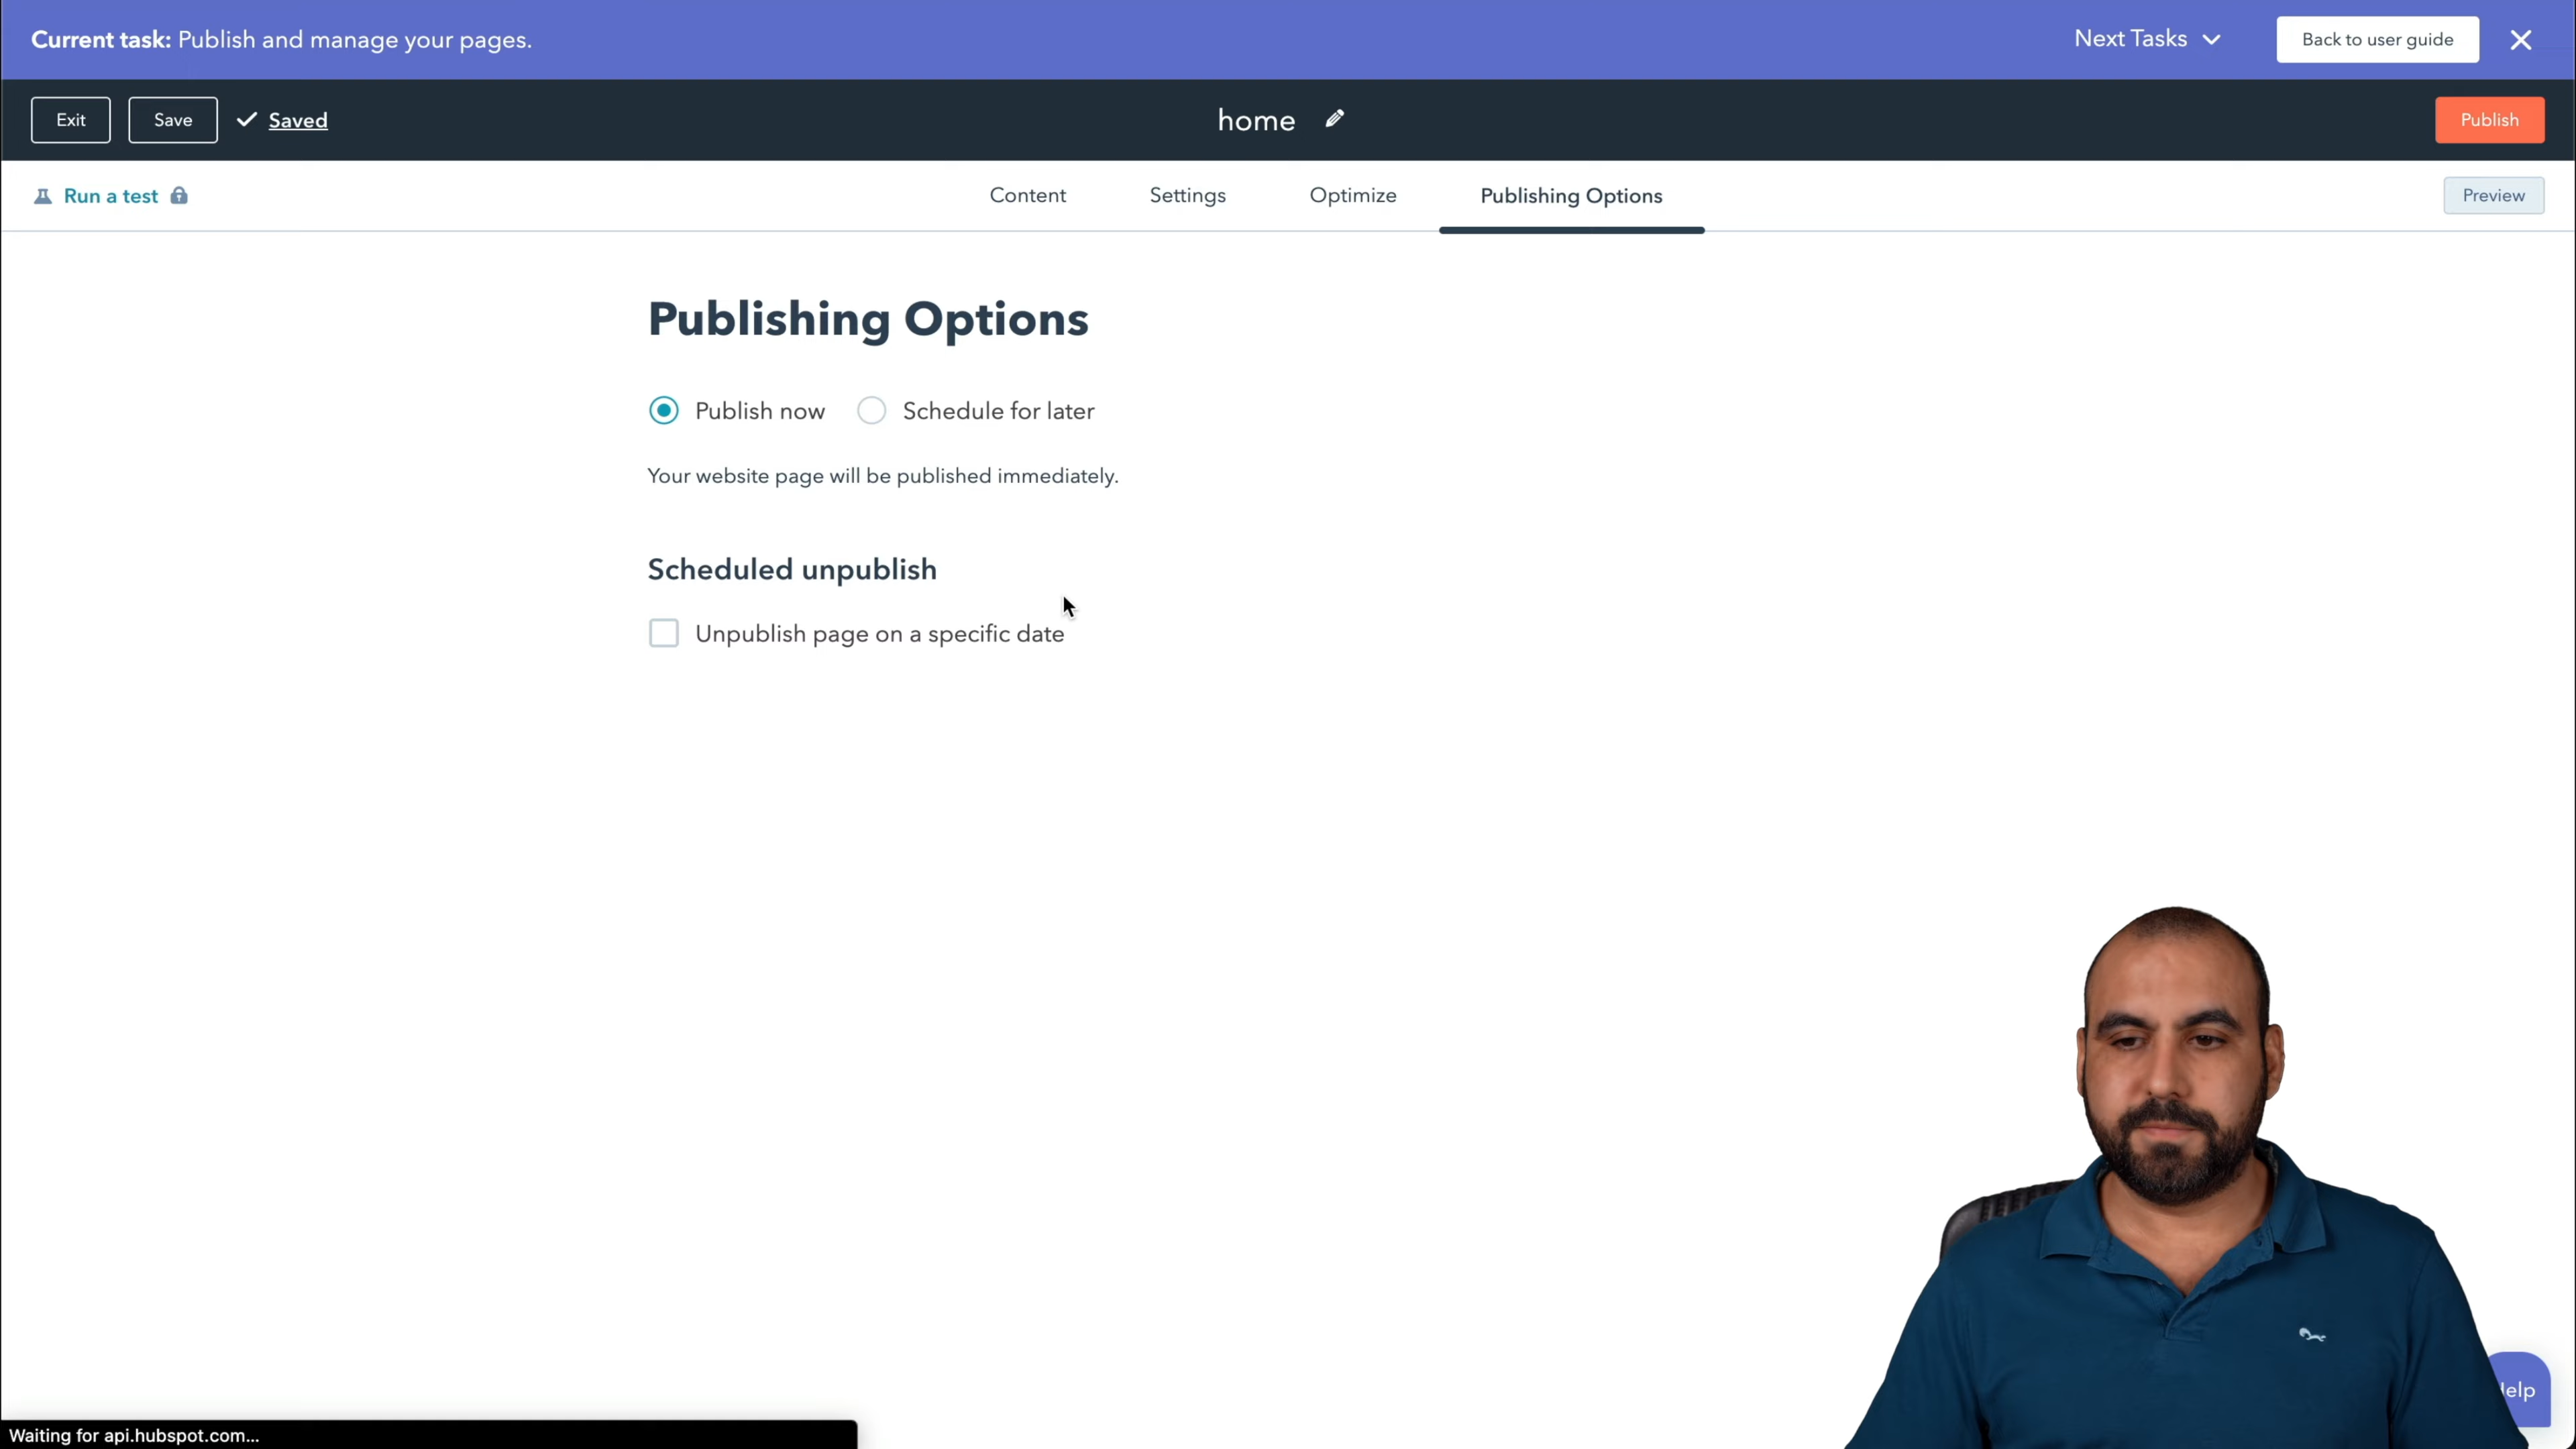 Current task: Publish and manage your pages.
Next Tasks
Back to user guide
Exit
Save
Saved
home
Publish
Run a test
Content
Settings
Optimize
Publishing Options
Preview
Publishing Options
Publish now
Schedule for later
Your website page will be published immediately.
Scheduled unpublish
Unpublish page on a specific date
elp
Waiting for api.hubspot.com...